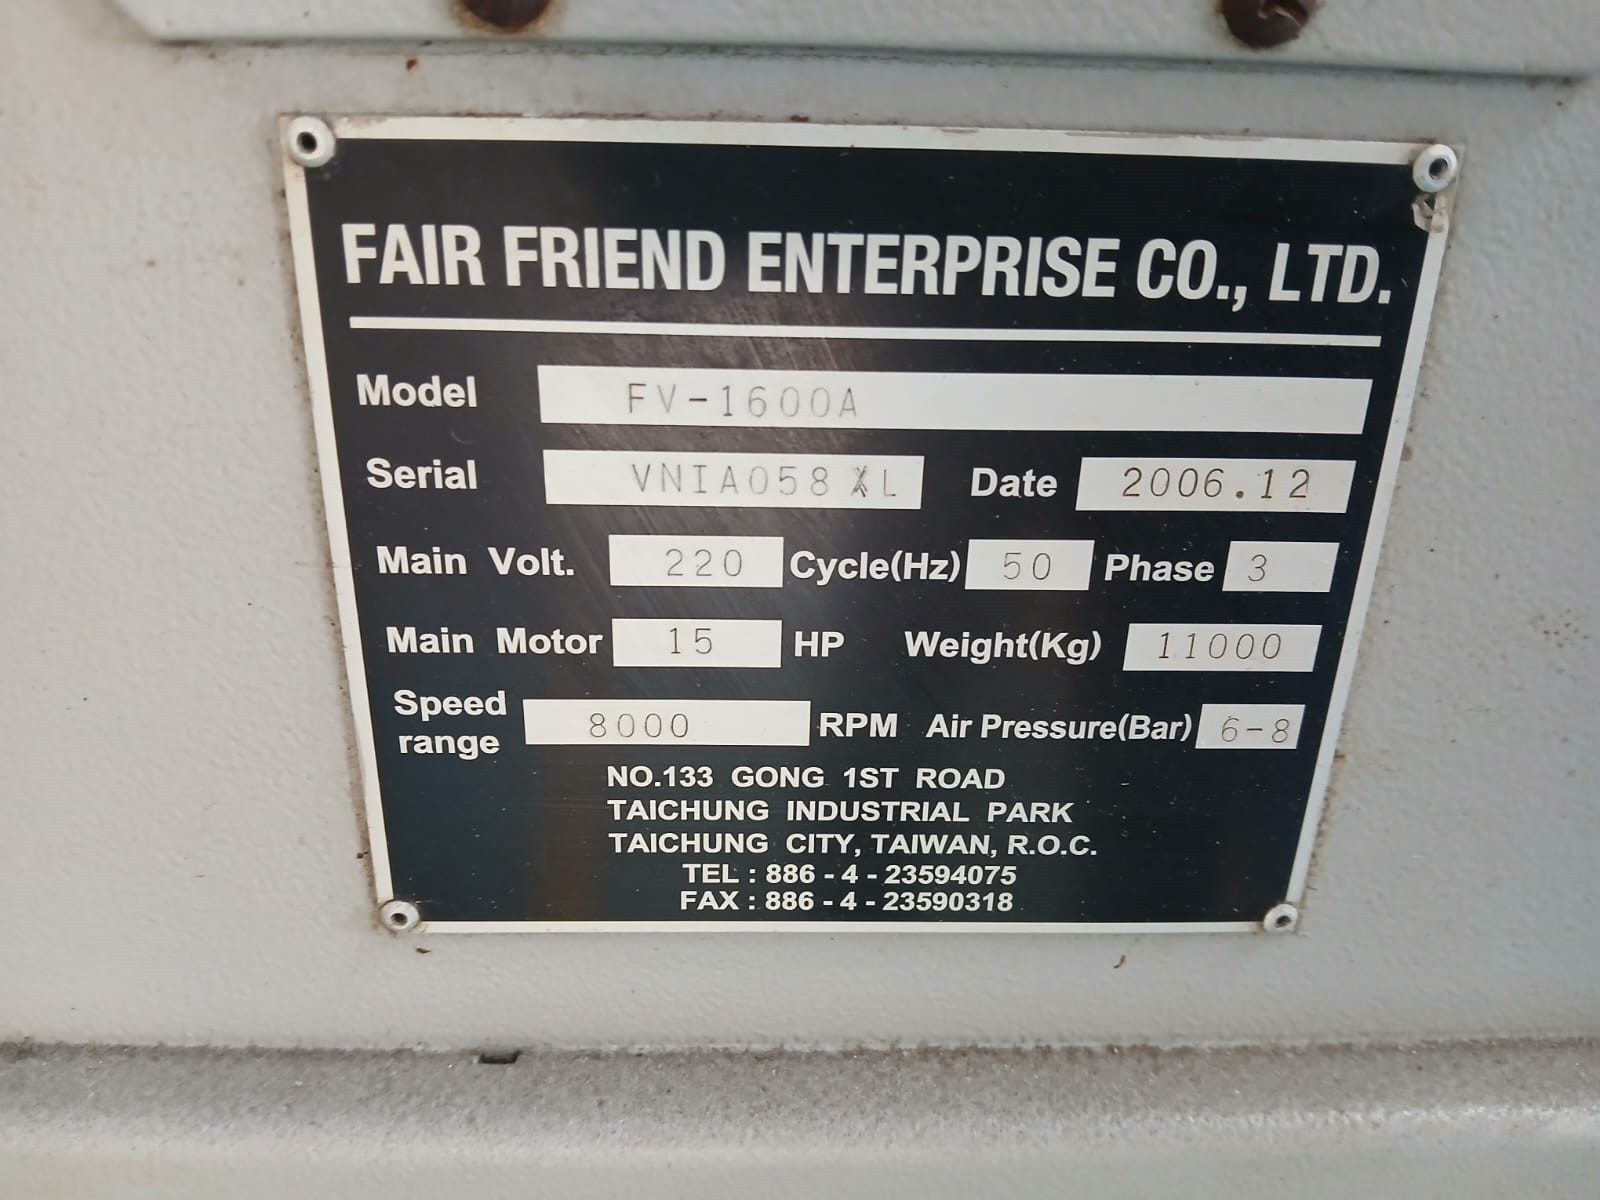 FAIR FRIEND ENTERPRISE CO., LTD.
Model FV-1600A
Serial VNIA058XL Date 2006.12
Main Volt. 220 Cycle(Hz) 50 Phase 3
Main Motor 15 HP Weight(Kg) 11000
Speed range 8000 RPM Air Pressure(Bar) 6-8
NO.133 GONG 1ST ROAD
TAICHUNG INDUSTRIAL PARK
TAICHUNG CITY, TAIWAN, R.O.C.
TEL : 886 - 4 - 23594075
FAX : 886 - 4 - 23590318